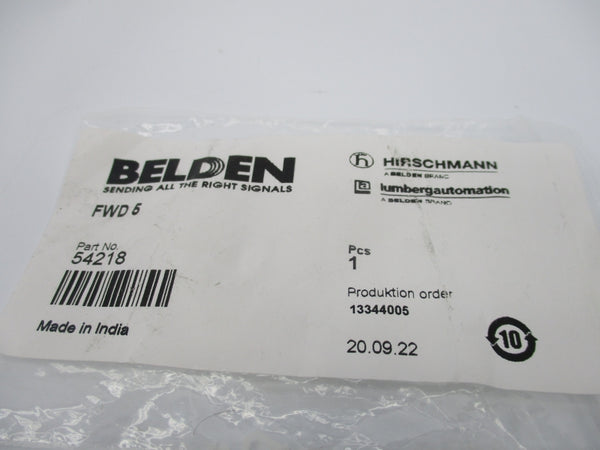 BELDEN
SENDING ALL THE RIGHT SIGNALS
FWD 5
Part No.
54218
Made in India
h HIRSCHMANN
A BELDEN BRAND
a lumbergautomation
A BELDEN BRAND
Pcs
1
Produktion order
13344005
20.09.22
10